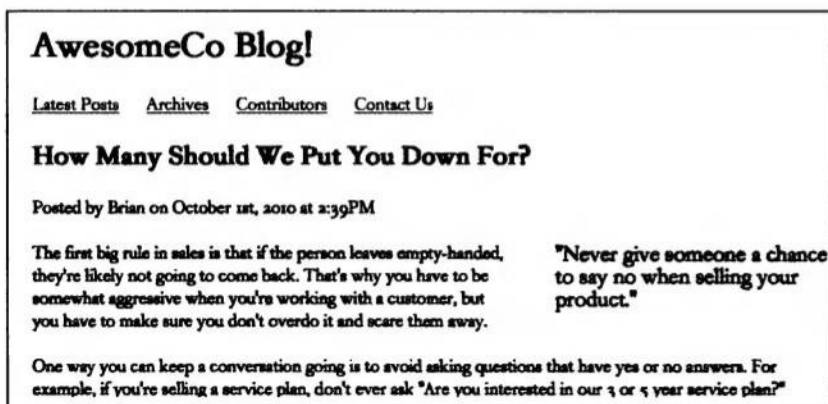 AwesomeCo Blog!
Latest Posts Archives Contributors Contact Us
How Many Should We Put You Down For?
Posted by Brian on October 1st, 2010 at 2:39PM
The first big rule in sales is that if the person leaves empty-handed,
they're likely not going to come back. That's why you have to be
somewhat aggressive when you're working with a customer, but
you have to make sure you don't overdo it and scare them away.
"Never give someone a chance
to say no when selling your
product."
One way you can keep a conversation going is to avoid asking questions that have yes or no answers. For
example, if you're selling a service plan, don't ever ask "Are you interested in our 3 or 5 year service plan?"